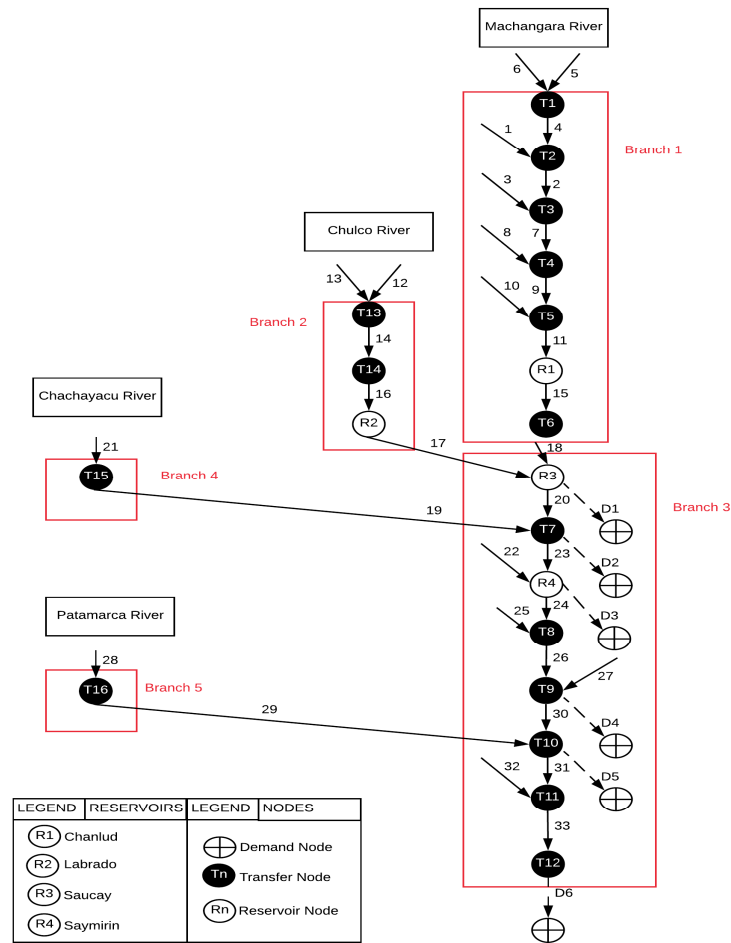 Machangara River
6
5
T1
4
1
Branch 1
T2
3
2
T3
8
7
T4
10
9
T5
11
R1
15
T6
18
Chulco River
13
12
Branch 2
T13
14
T14
16
R2
17
Chachayacu River
21
T15
Branch 4
19
R3
Branch 3
20
D1
T7
22
23
D2
R4
25
24
D3
T8
26
27
Patamarca River
28
T16
Branch 5
29
T9
30
D4
T10
32
31
D5
T11
33
T12
D6
LEGEND RESERVOIRS LEGEND NODES
R1 Chanlud
R2 Labrado
R3 Saucay
R4 Saymirin
Demand Node
Tn Transfer Node
Rn Reservoir Node